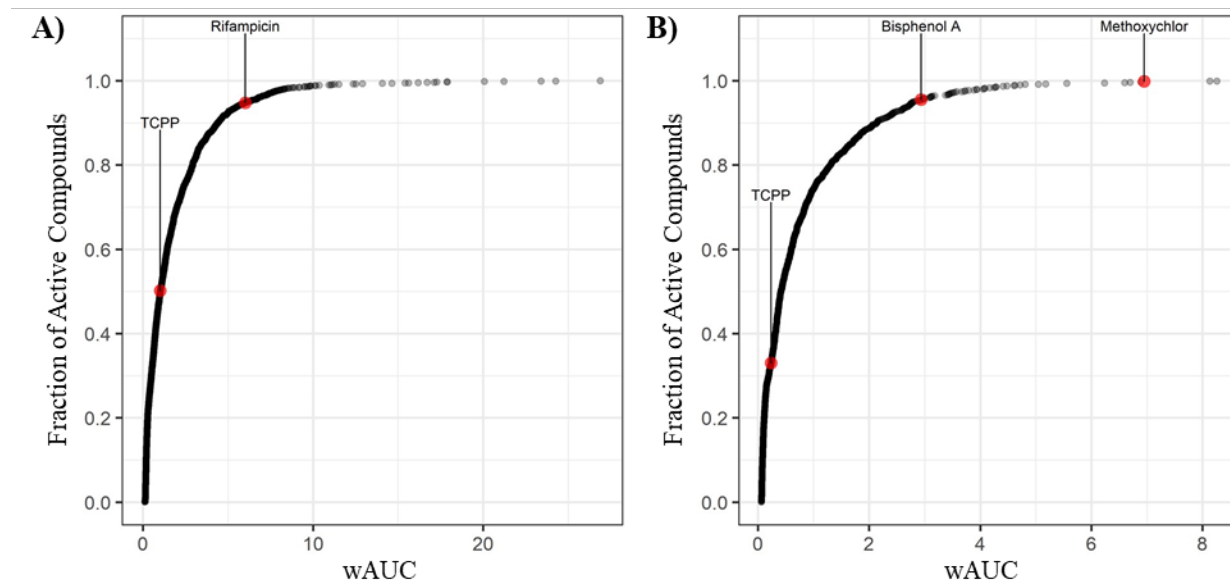 A)
Rifampicin
TCPP
1.0
0.8
0.6
0.4
0.2
0.0
Fraction of Active Compounds
0
10
20
wAUC
B)
Bisphenol A
Methoxychlor
TCPP
1.0
0.8
0.6
0.4
0.2
0.0
Fraction of Active Compounds
0
2
4
6
8
wAUC